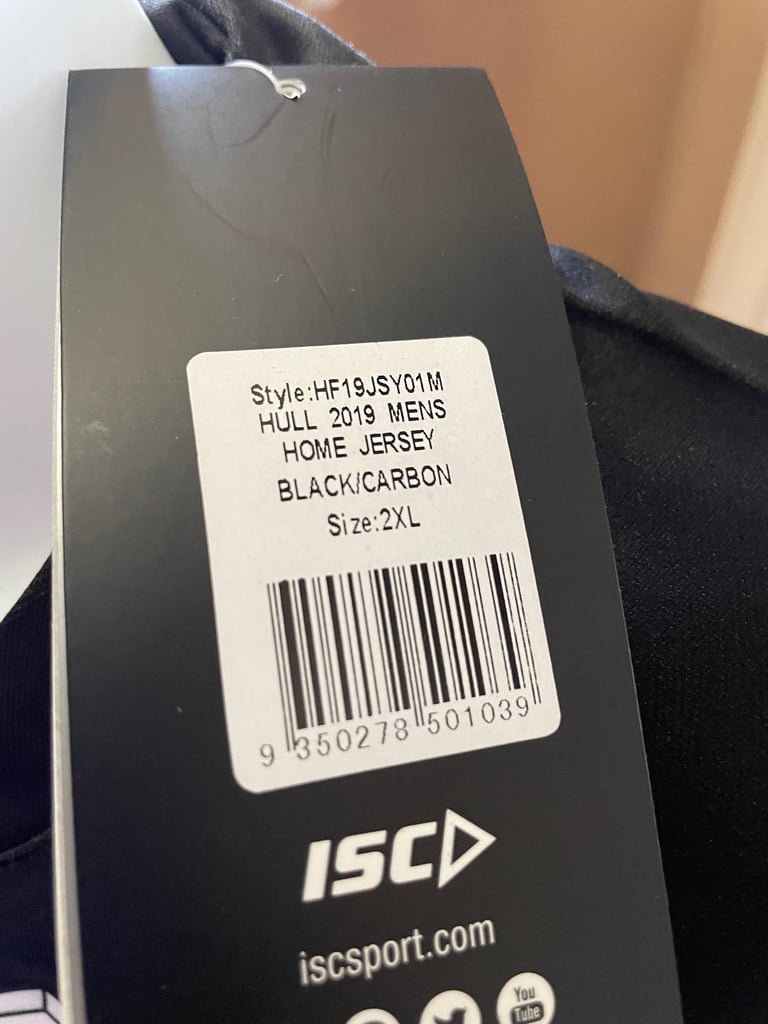 Style:HF19JSY01M
HULL 2019 MENS
HOME JERSEY
BLACK/CARBON
Size:2XL
9 350278 501039
ISC
iscsport.com
You
Tube